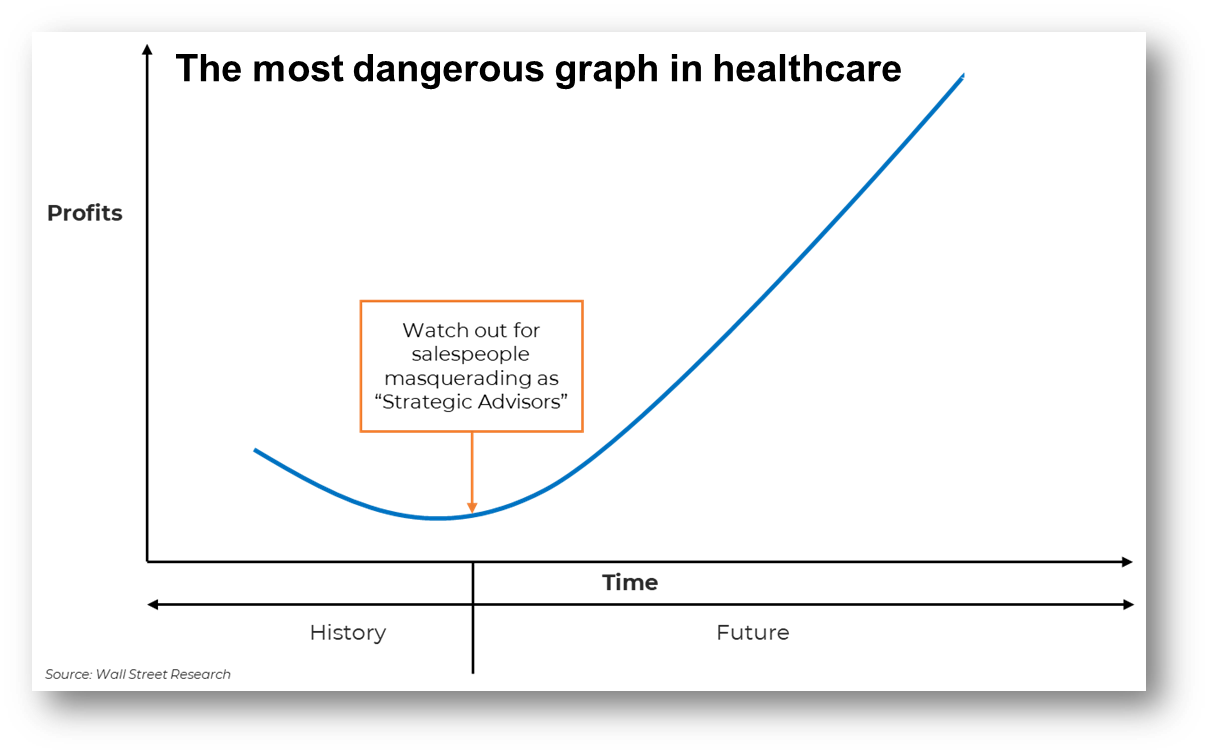 The most dangerous graph in healthcare
Profits
Watch out for
salespeople
masquerading as
“Strategic Advisors”
Time
History
Future
Source: Wall Street Research